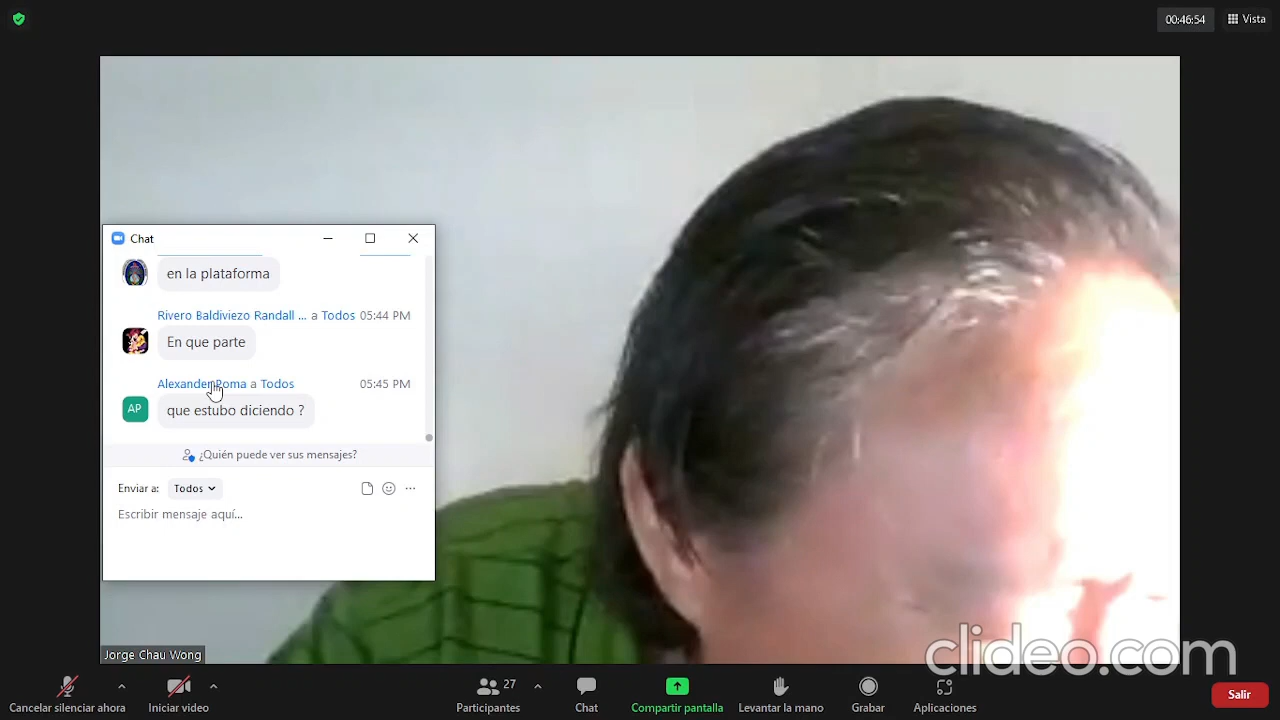 00:46:54
Vista
Chat
en la plataforma
Rivero Baldiviezo Randall ... a Todos 05:44 PM
En que parte
Alexander Poma a Todos 05:45 PM
AP
que estubo diciendo ?
¿Quién puede ver sus mensajes?
Enviar a: Todos
Escribir mensaje aquí...
Jorge Chau Wong
clideo.com
27
Cancelar silenciar ahora
Iniciar video
Participantes
Chat
Compartir pantalla
Levantar la mano
Grabar
Aplicaciones
Salir